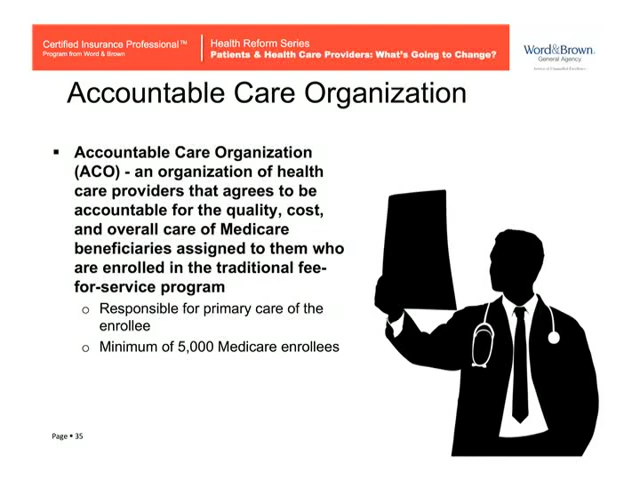 Certified Insurance Professional™
Program from Word & Brown
Health Reform Series
Patients & Health Care Providers: What's Going to Change?
Word&Brown.
General Agency
Accountable Care Organization
▪ Accountable Care Organization
(ACO) - an organization of health
care providers that agrees to be
accountable for the quality, cost,
and overall care of Medicare
beneficiaries assigned to them who
are enrolled in the traditional fee-
for-service program
o Responsible for primary care of the
enrollee
o Minimum of 5,000 Medicare enrollees
Page ▪ 35